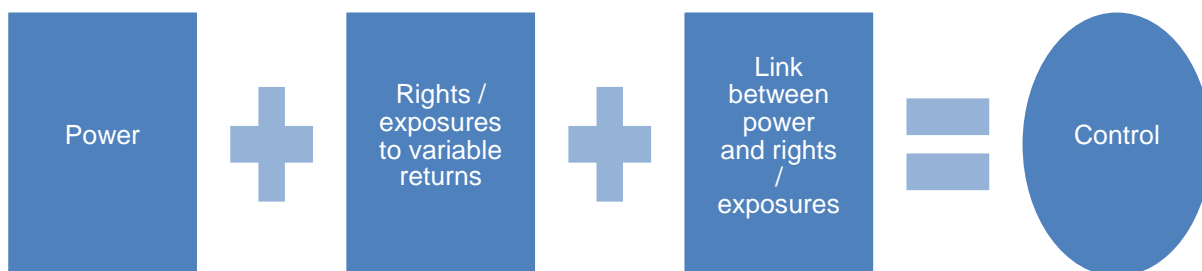 Power
Rights /
exposures
to variable
returns
Link
between
power
and rights
/
exposures
Control